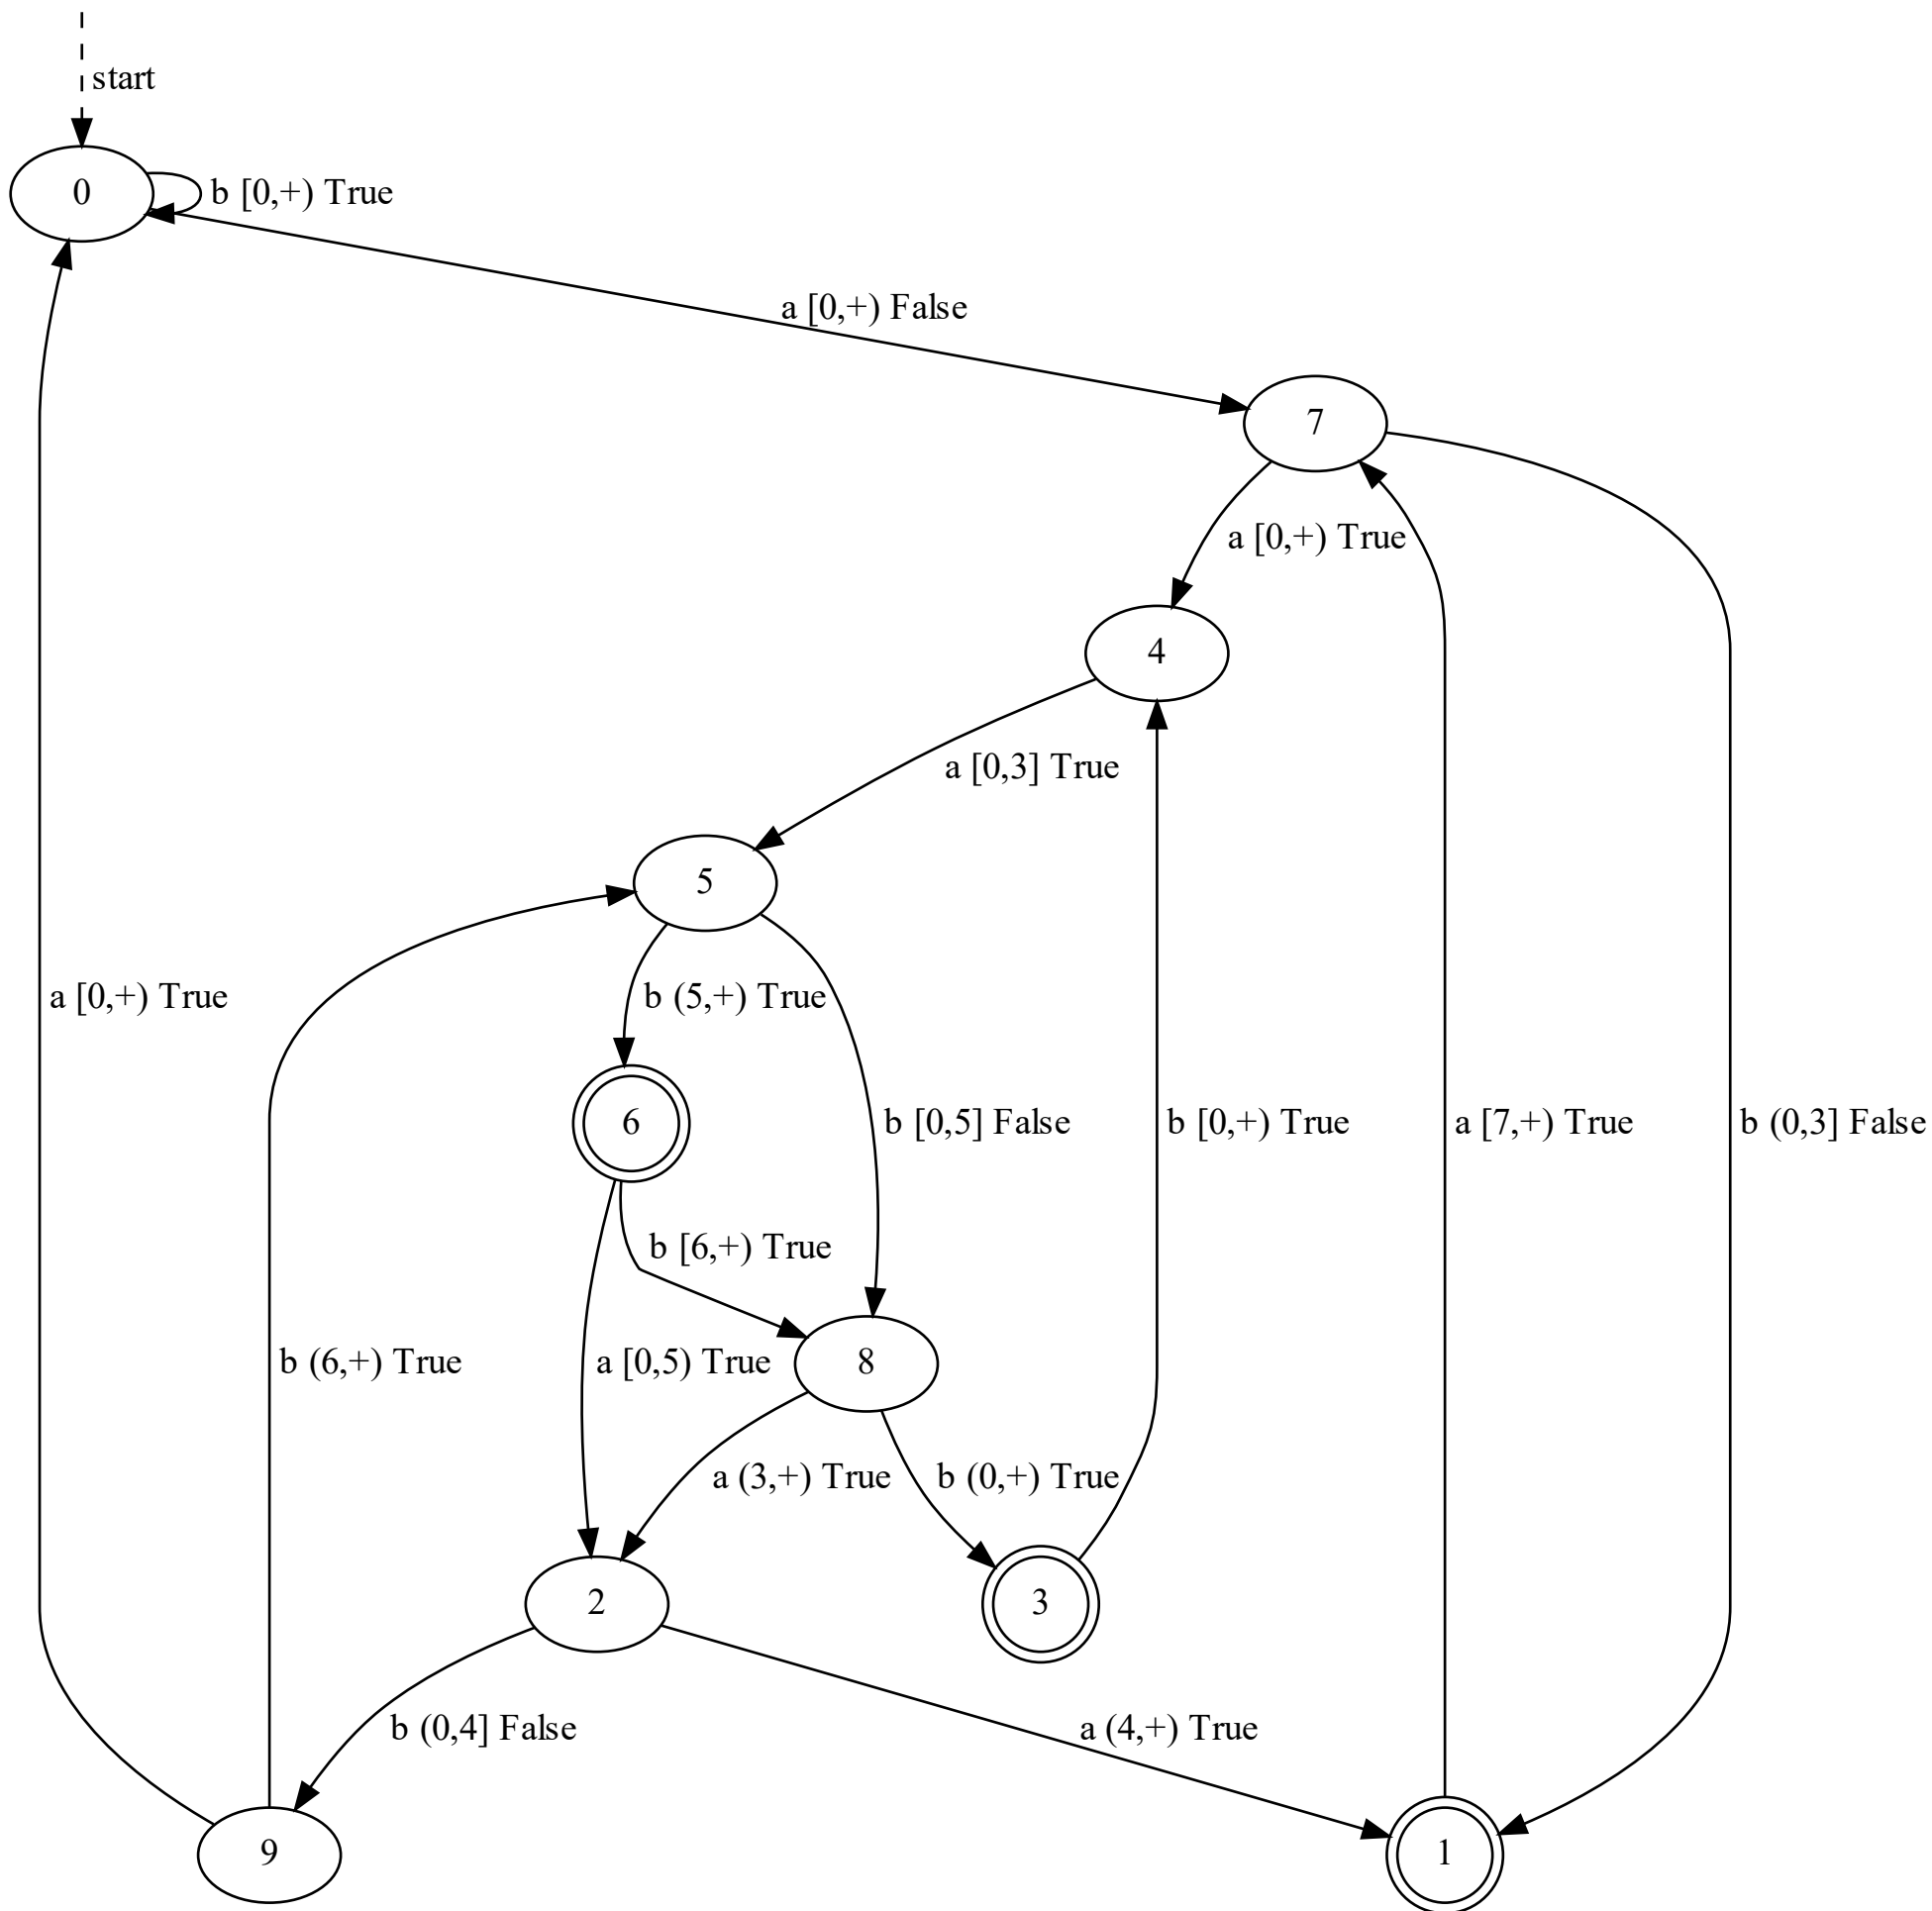 start
0
b [0,+) True
a [0,+) False
7
a [0,+) True
4
a [0,3] True
5
a [0,+) True
b (5,+) True
6
b [0,5] False
b [0,+) True
a [7,+) True
b (0,3] False
b [6,+) True
b (6,+) True
a [0,5) True
8
a (3,+) True
b (0,+) True
2
3
b (0,4] False
a (4,+) True
9
1